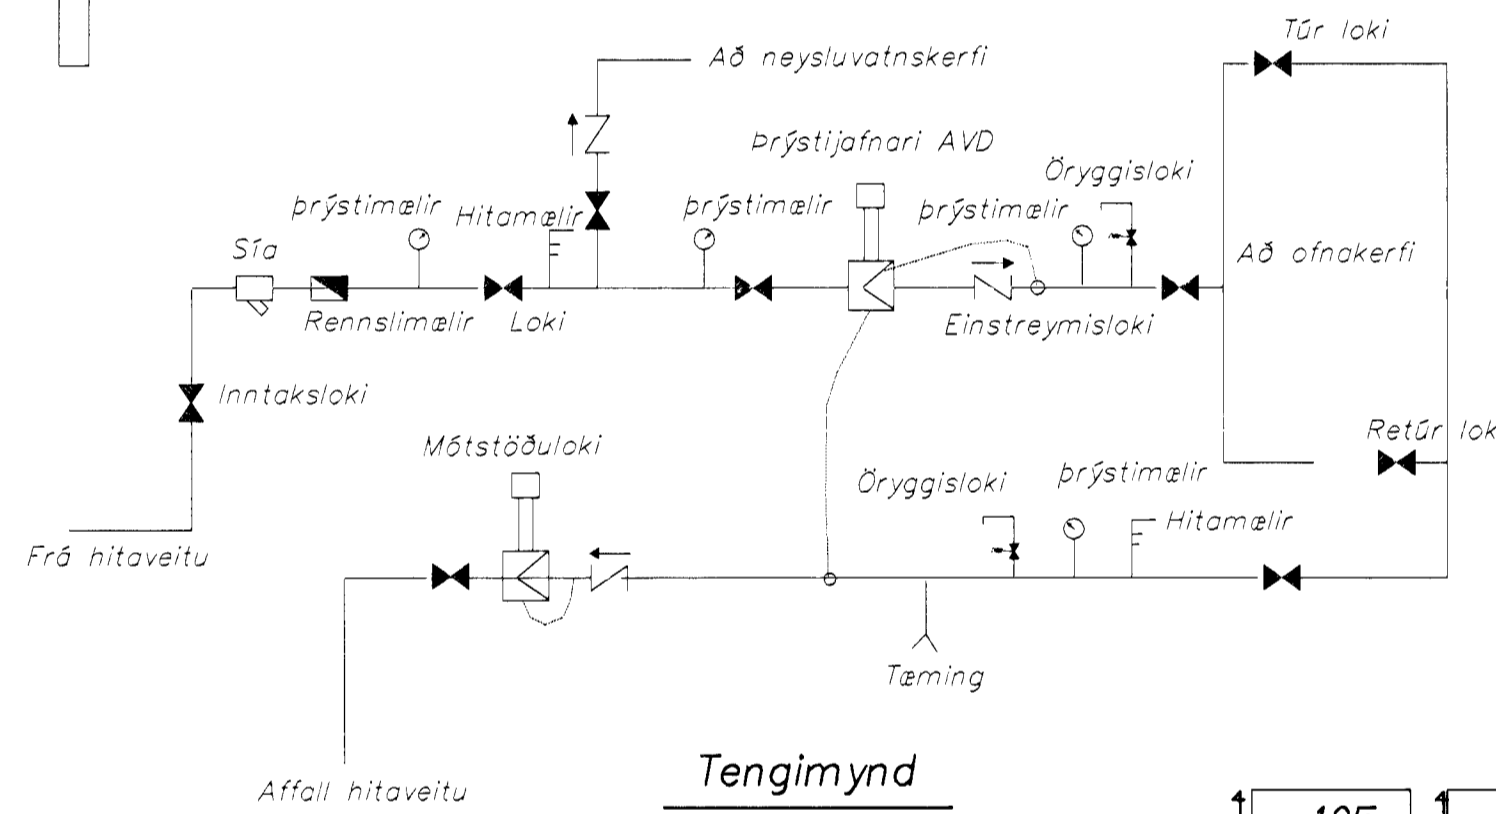 Túr loki
Að neysluvatnskerfi
Þrýstijafnari AVD
Öryggisloki
þrýstimælir
Hitamælir
þrýstimælir
þrýstimælir
Sía
Að ofnakerfi
Rennslimælir
Loki
Einstreymisloki
Inntaksloki
Mótstöðuloki
Retúr lok
Öryggisloki
þrýstimælir
Hitamælir
Frá hitaveitu
Tæming
Tengimynd
Affall hitaveitu